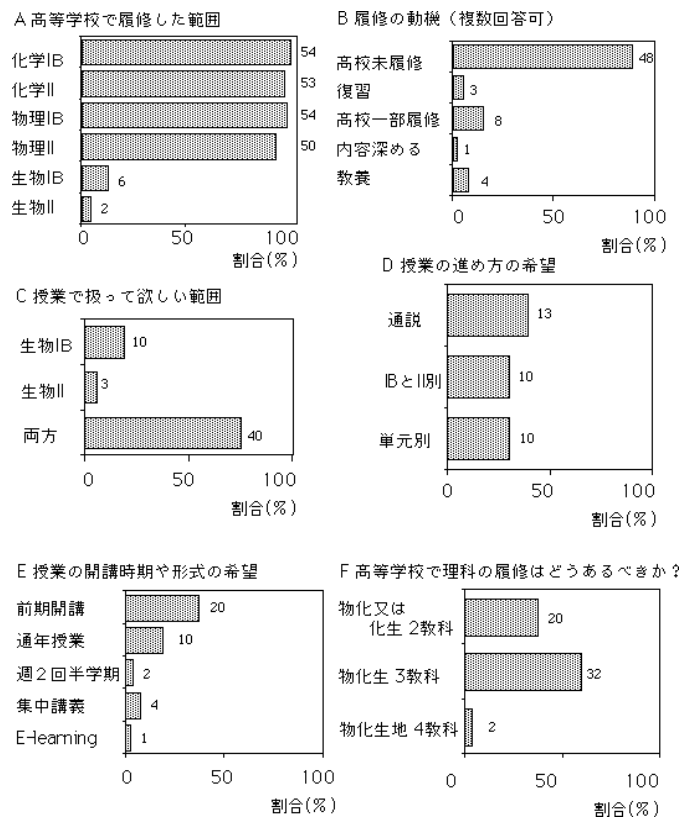 A 高等学校で履修した範囲
化学IB
54
化学II
53
物理IB
54
物理II
50
生物IB
6
生物II
2
0 50 100
割合(%)
B 履修の動機(複数回答可)
高校未履修
48
復習
3
高校一部履修
8
内容深める
1
教養
4
0 50 100
割合(%)
C 授業で扱って欲しい範囲
生物IB
10
生物II
3
両方
40
0 50 100
割合(%)
D 授業の進め方の希望
通説
13
IBとII別
10
単元別
10
0 50 100
割合(%)
E 授業の開講時期や形式の希望
前期開講
20
通年授業
10
週2回半学期
2
集中講義
4
E-learning
1
0 50 100
割合(%)
F 高等学校で理科の履修はどうあるべきか?
物化又は
化生 2教科
20
物化生 3教科
32
物化生地 4教科
2
0 50 100
割合(%)